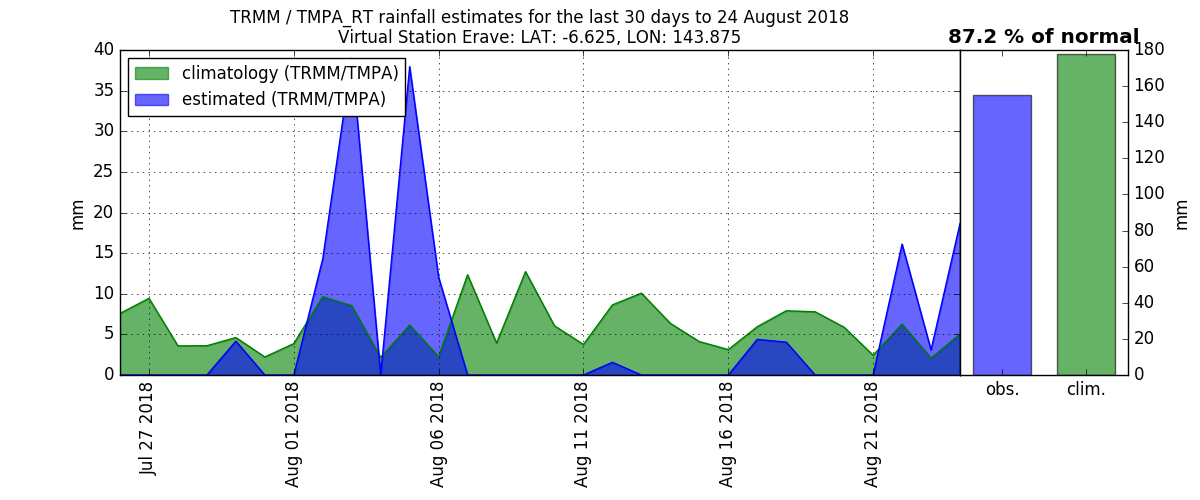 TRMM / TMPA_RT rainfall estimates for the last 30 days to 24 August 2018
Virtual Station Erave: LAT: -6.625, LON: 143.875
87.2 % of normal
climatology (TRMM/TMPA)
estimated (TRMM/TMPA)
40
35
30
25
20
15
10
5
0
mm
Jul 27 2018
Aug 01 2018
Aug 06 2018
Aug 11 2018
Aug 16 2018
Aug 21 2018
obs.
clim.
180
160
140
120
100
80
60
40
20
0
mm